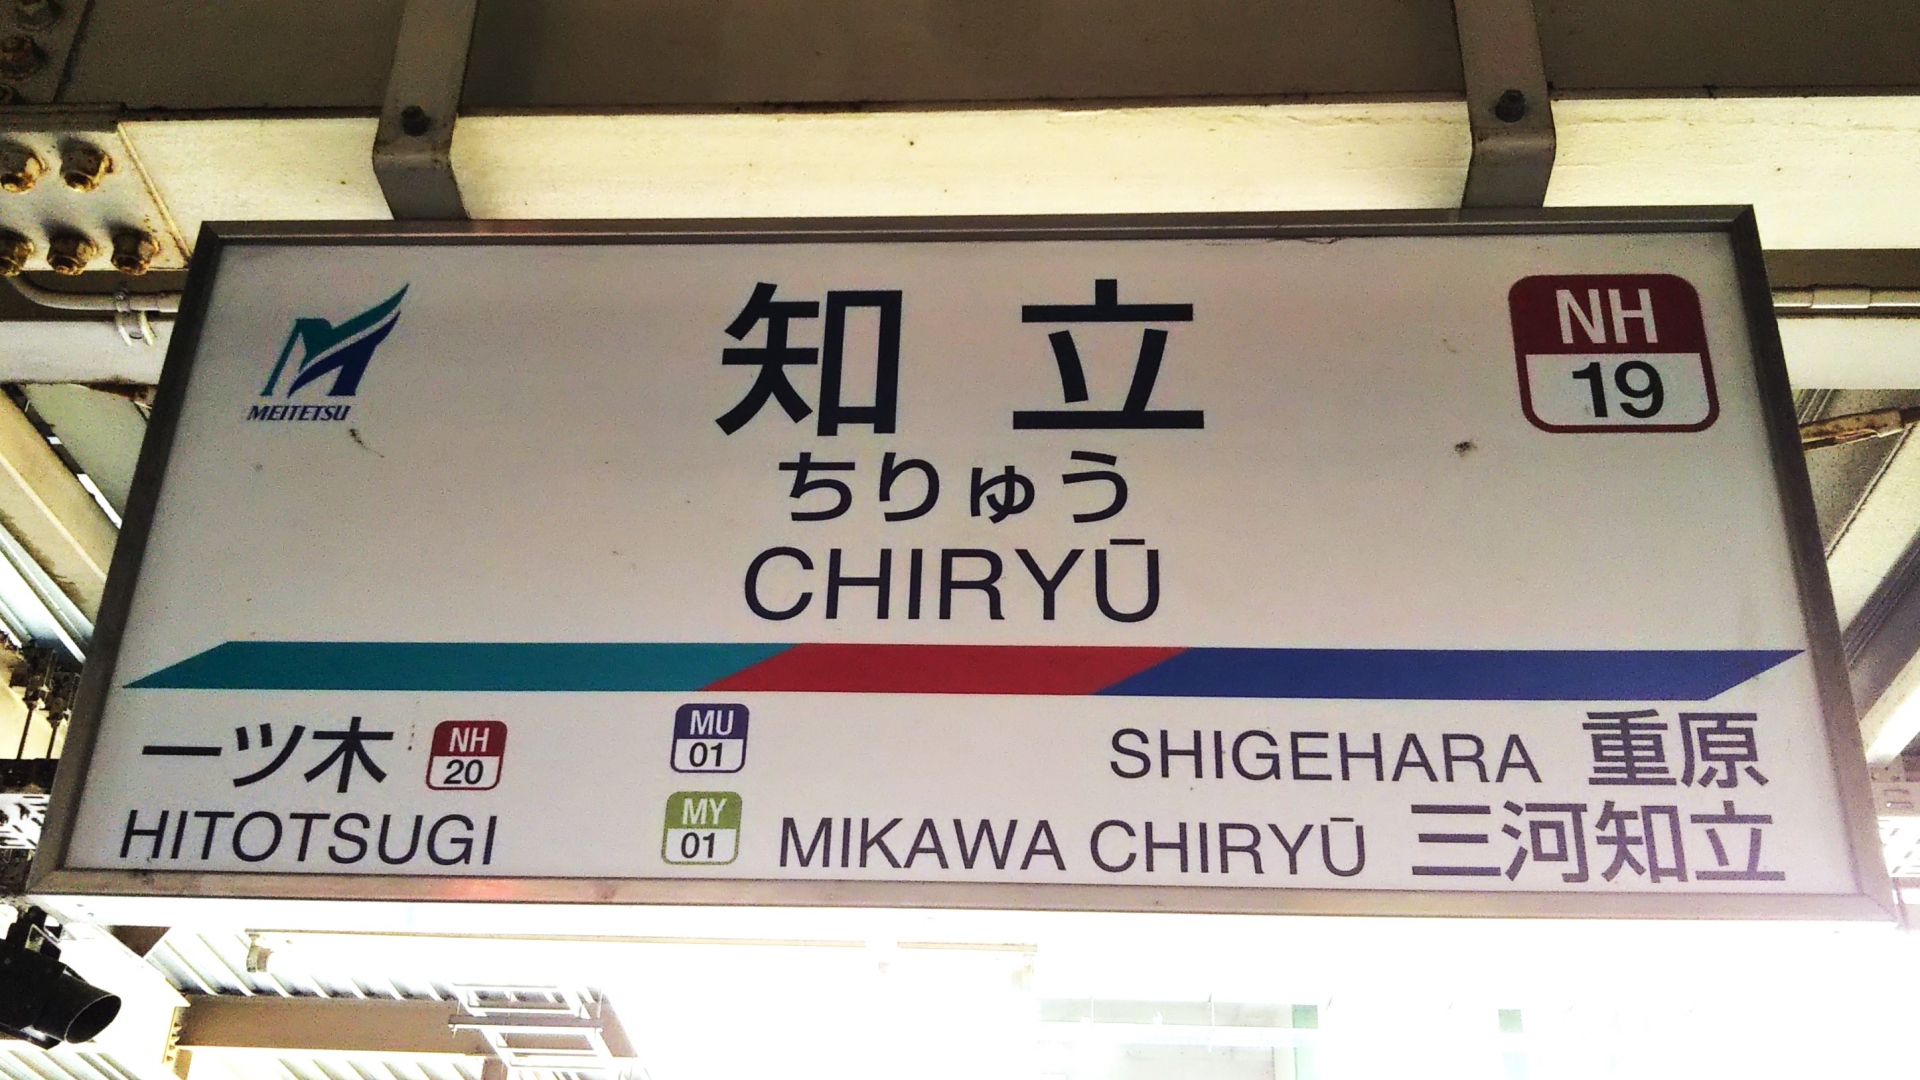 MEITETSU
知立
NH
19
ちりゅう
CHIRYŪ
一ツ木 NH 20
HITOTSUGI
MU 01 SHIGEHARA 重原
MY 01 MIKAWA CHIRYŪ 三河知立